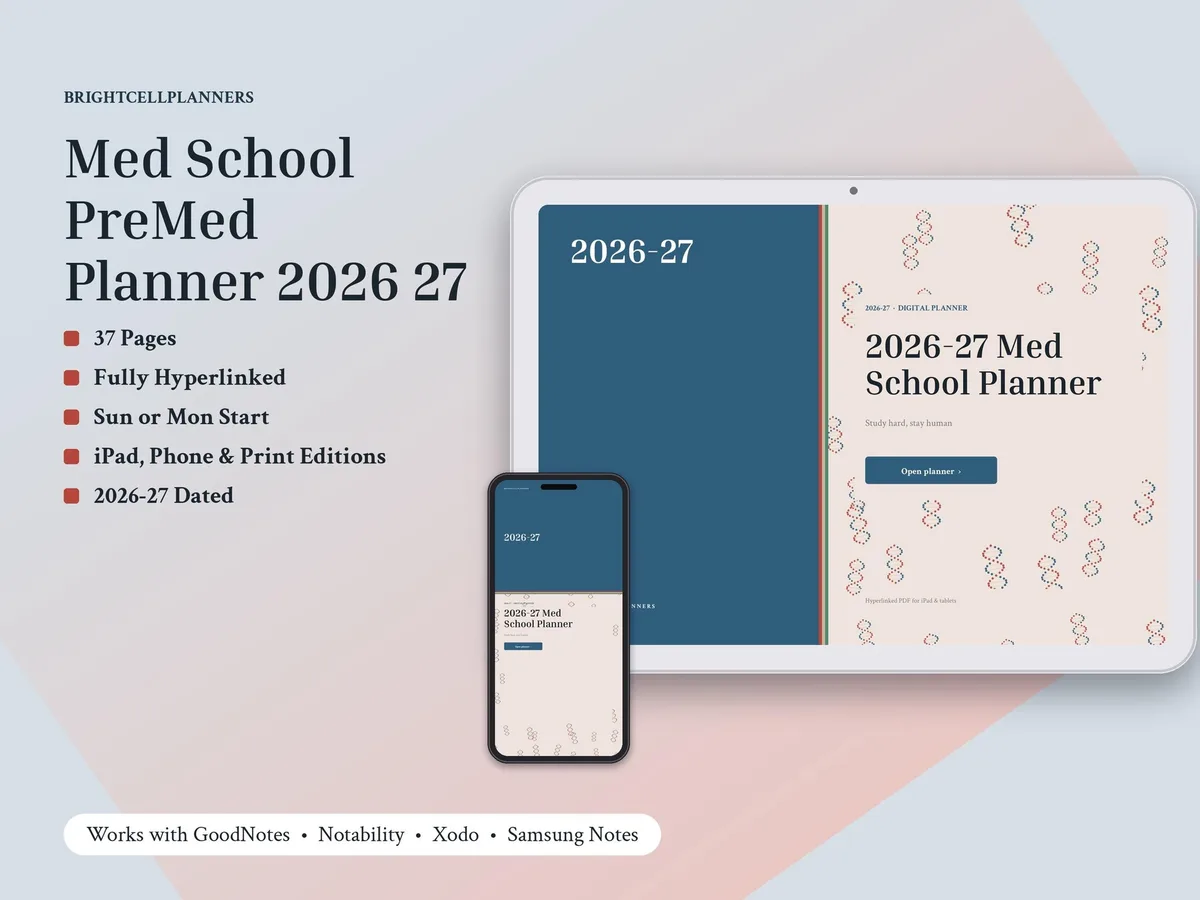 BRIGHTCELLPLANNERS
Med School
PreMed
Planner 2026 27
37 Pages
Fully Hyperlinked
Sun or Mon Start
iPad, Phone & Print Editions
2026-27 Dated
2026-27
2026-27 · DIGITAL PLANNER
2026-27 Med
School Planner
Study hard, stay human
Open planner ›
Hyperlinked PDF for iPad & tablets
NNERS
2026-27
2026-27 Med
School Planner
Works with GoodNotes • Notability • Xodo • Samsung Notes